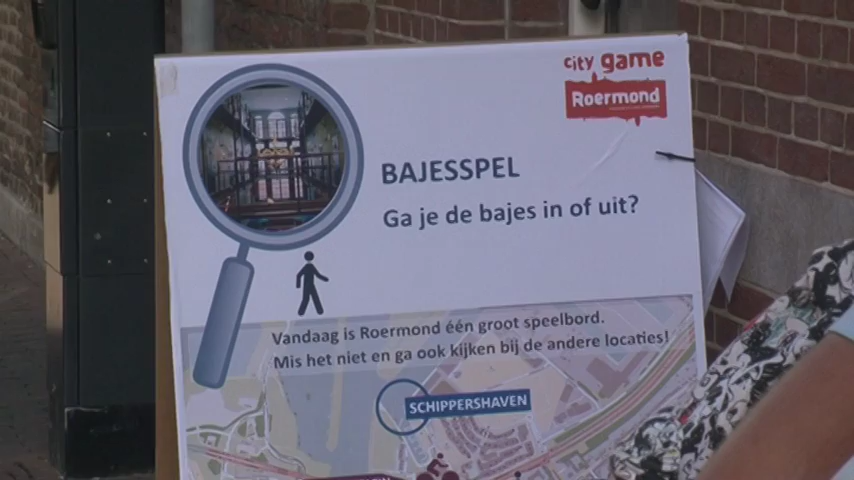 city game
Roermond
BAJESSPEL
Ga je de bajes in of uit?
Vandaag is Roermond één groot speelbord.
Mis het niet en ga ook kijken bij de andere locaties!
SCHIPPERSHAVEN